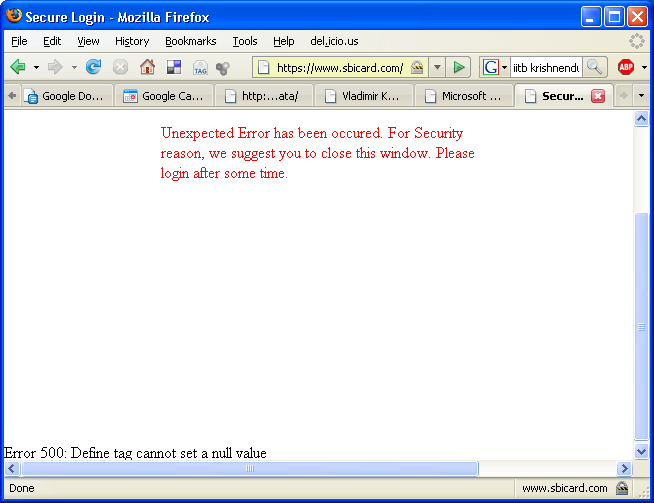 Secure Login - Mozilla Firefox
File Edit View History Bookmarks Tools Help del.icio.us
TAG https://www.sbicard.com/ G iitb krishnendu ABP
Google Do... Google Ca... http:...ata/ Vladimir K... Microsoft ... Secur...
Unexpected Error has been occured. For Security
reason, we suggest you to close this window. Please
login after some time.
Error 500: Define tag cannot set a null value
Done www.sbicard.com